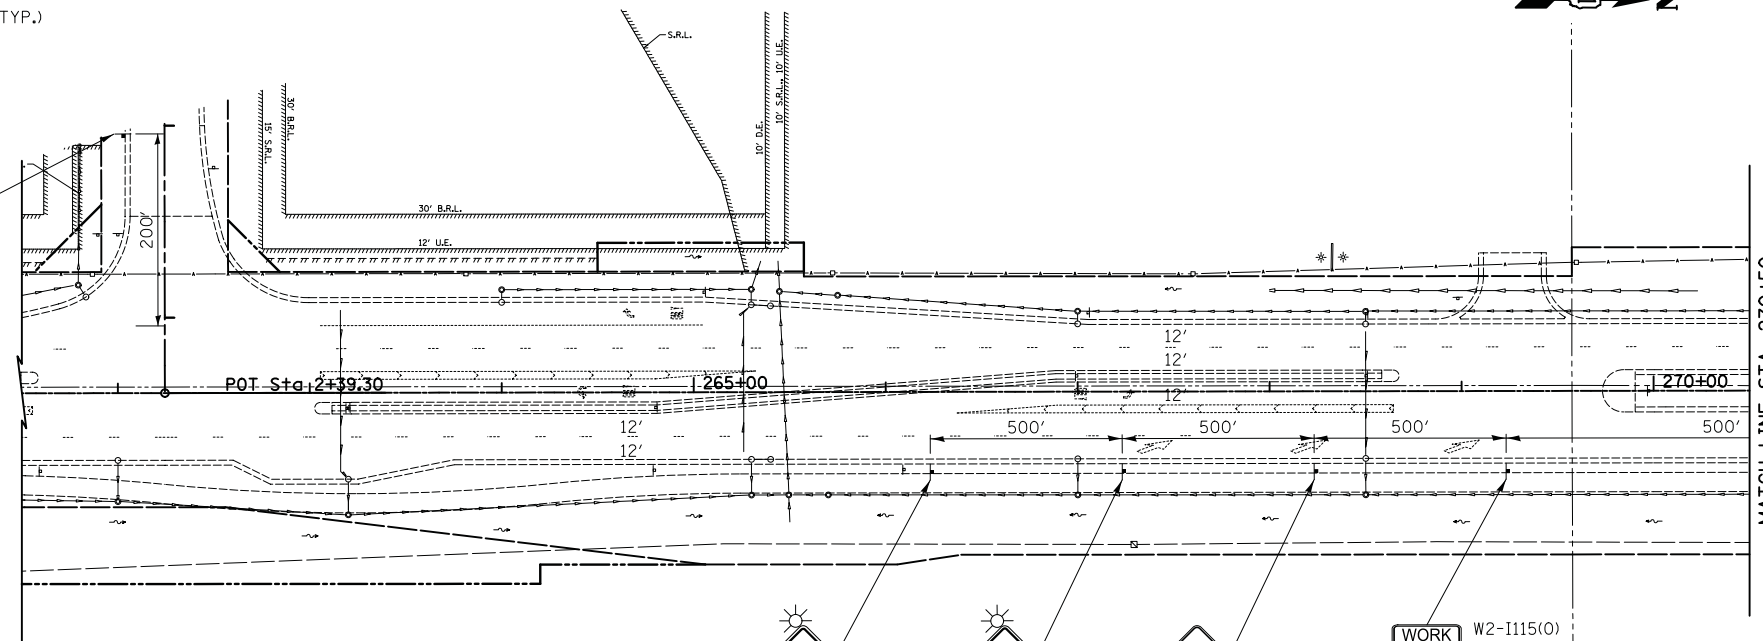 TYP.)
N
S.R.L.
30' B.R.L.
15' S.R.L.
10' D.E.
10' S.R.L., 10' U.E.
30' B.R.L.
12' U.E.
200'
12'
12'
POT Sta 2+39.30
265+00
270+00
12'
12'
12'
500'
500'
500'
500'
WORK
W2-I115(O)